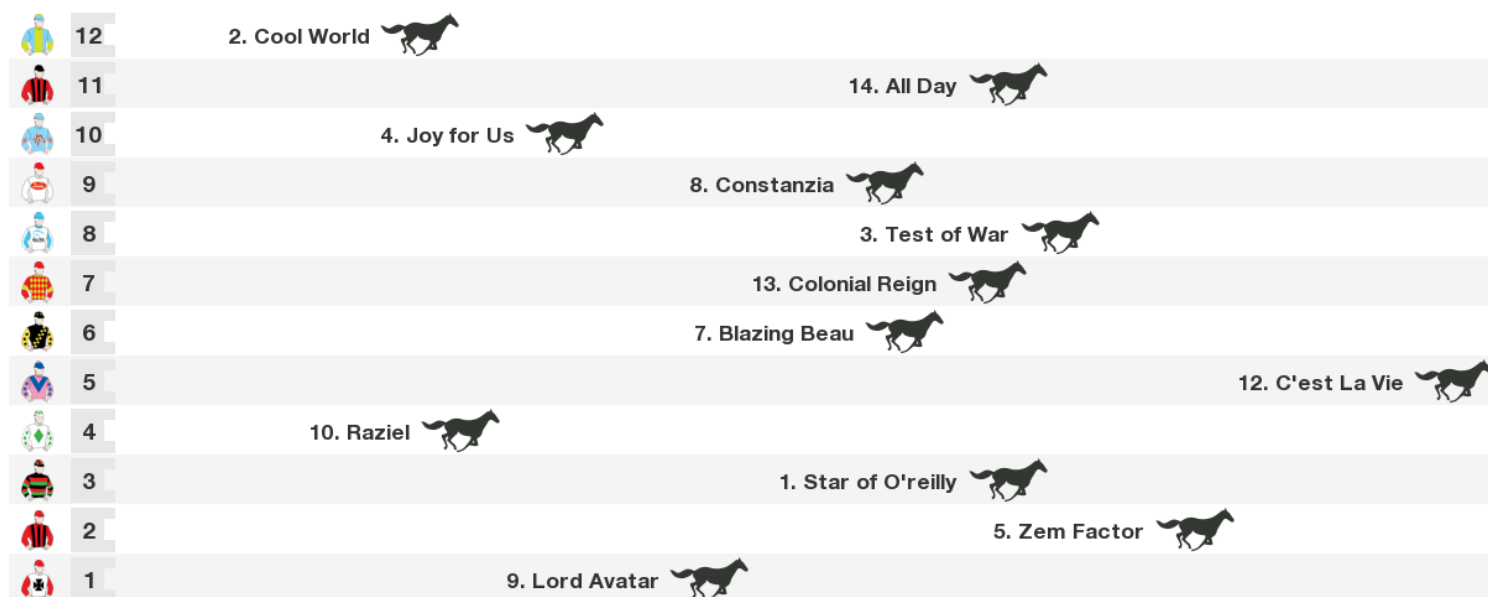 12 2. Cool World
11 14. All Day
10 4. Joy for Us
9 8. Constanzia
8 3. Test of War
7 13. Colonial Reign
6 7. Blazing Beau
5 12. C'est La Vie
4 10. Raziel
3 1. Star of O'reilly
2 5. Zem Factor
1 9. Lord Avatar